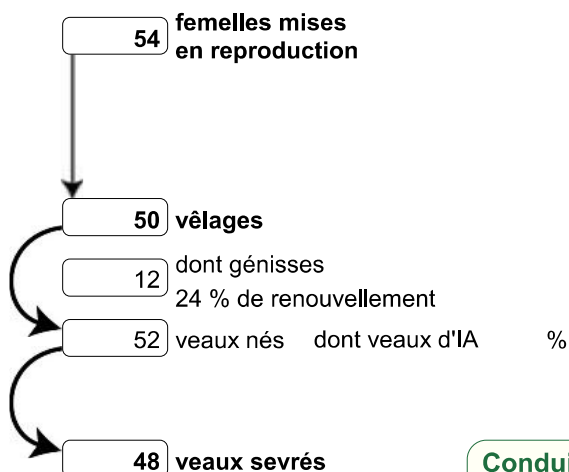 54 femelles mises
en reproduction
50 vêlages
12 dont génisses
24 % de renouvellement
52 veaux nés dont veaux d'IA %
48 veaux sevrés
Condui